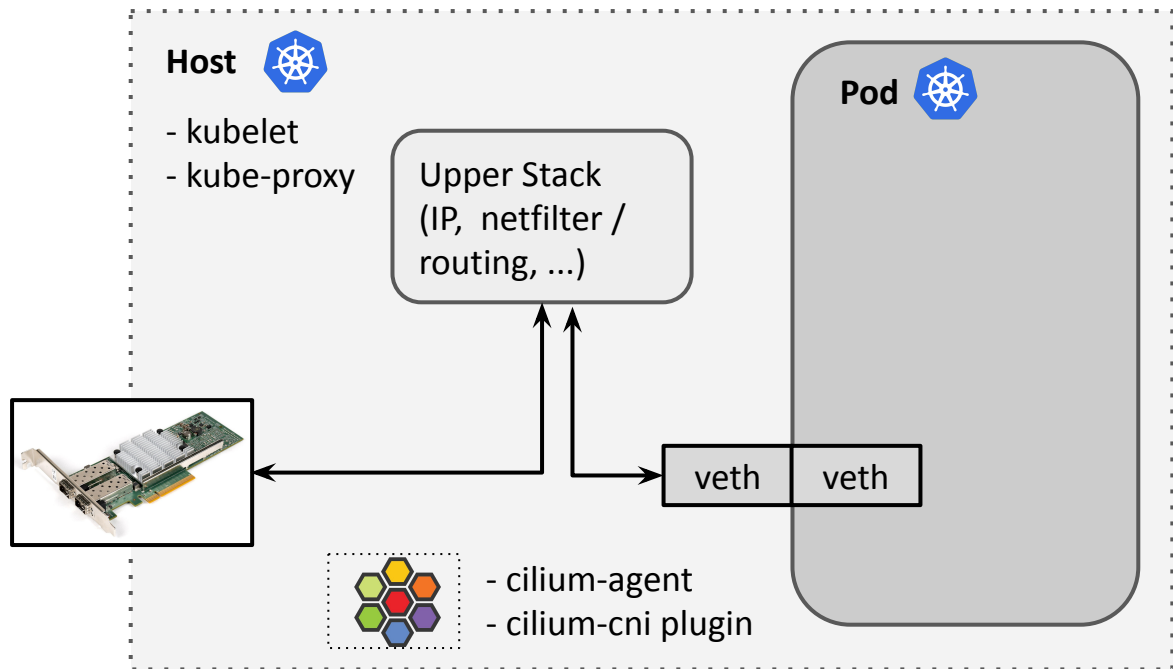 Host
- kubelet
- kube-proxy
Upper Stack
(IP,  netfilter /
routing, ...)
Pod
veth
veth
- cilium-agent
- cilium-cni plugin